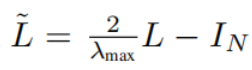 L̃ = 2/λmax L − I_N